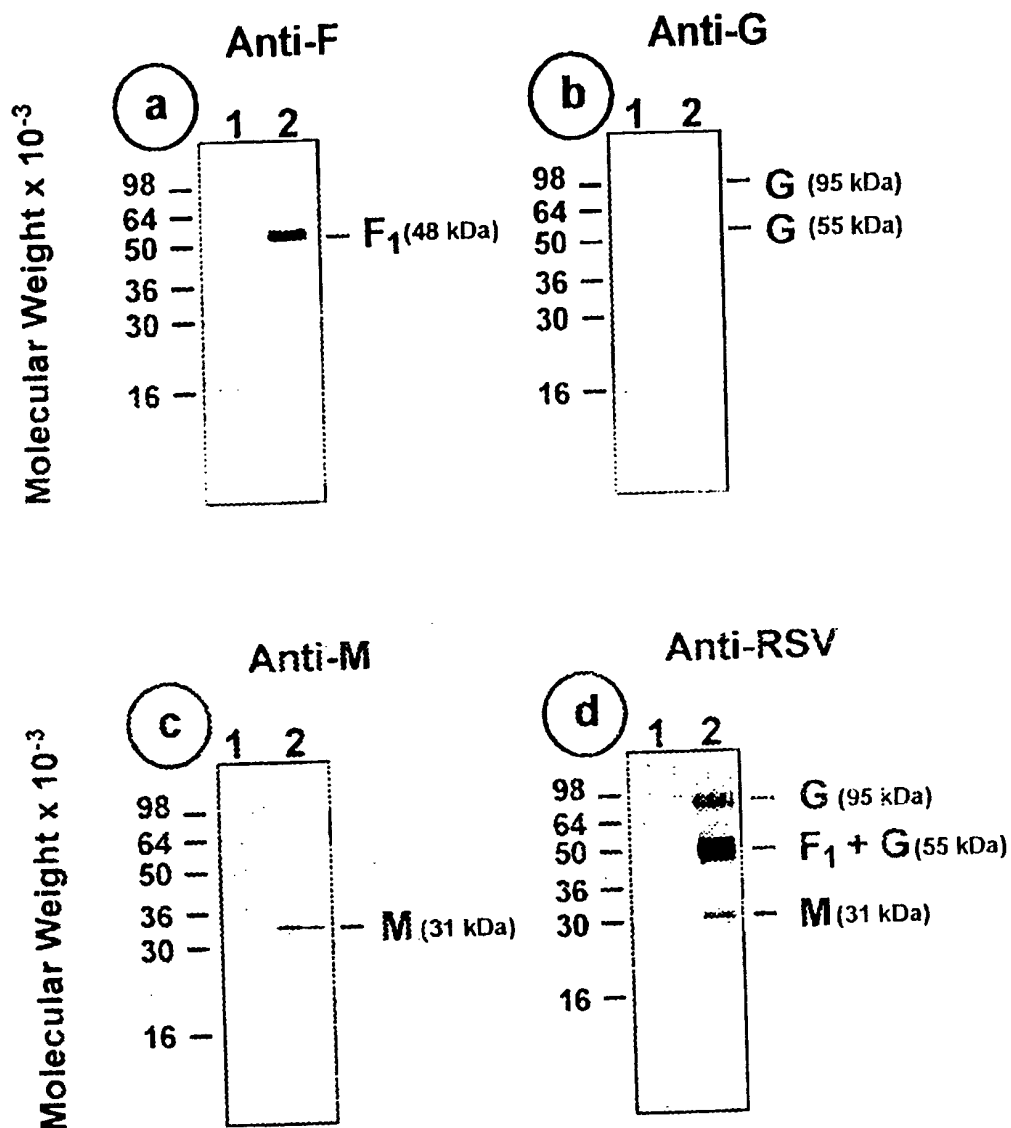 Anti-F
a
1 2
Molecular Weight x 10⁻³
98
64
50
36
30
16
F₁ (48 kDa)
Anti-G
b
1 2
98
64
50
36
30
16
G (95 kDa)
G (55 kDa)
Anti-M
c
1 2
Molecular Weight x 10⁻³
98
64
50
36
30
16
M (31 kDa)
Anti-RSV
d
1 2
98
64
50
36
30
16
G (95 kDa)
F₁ + G (55 kDa)
M (31 kDa)